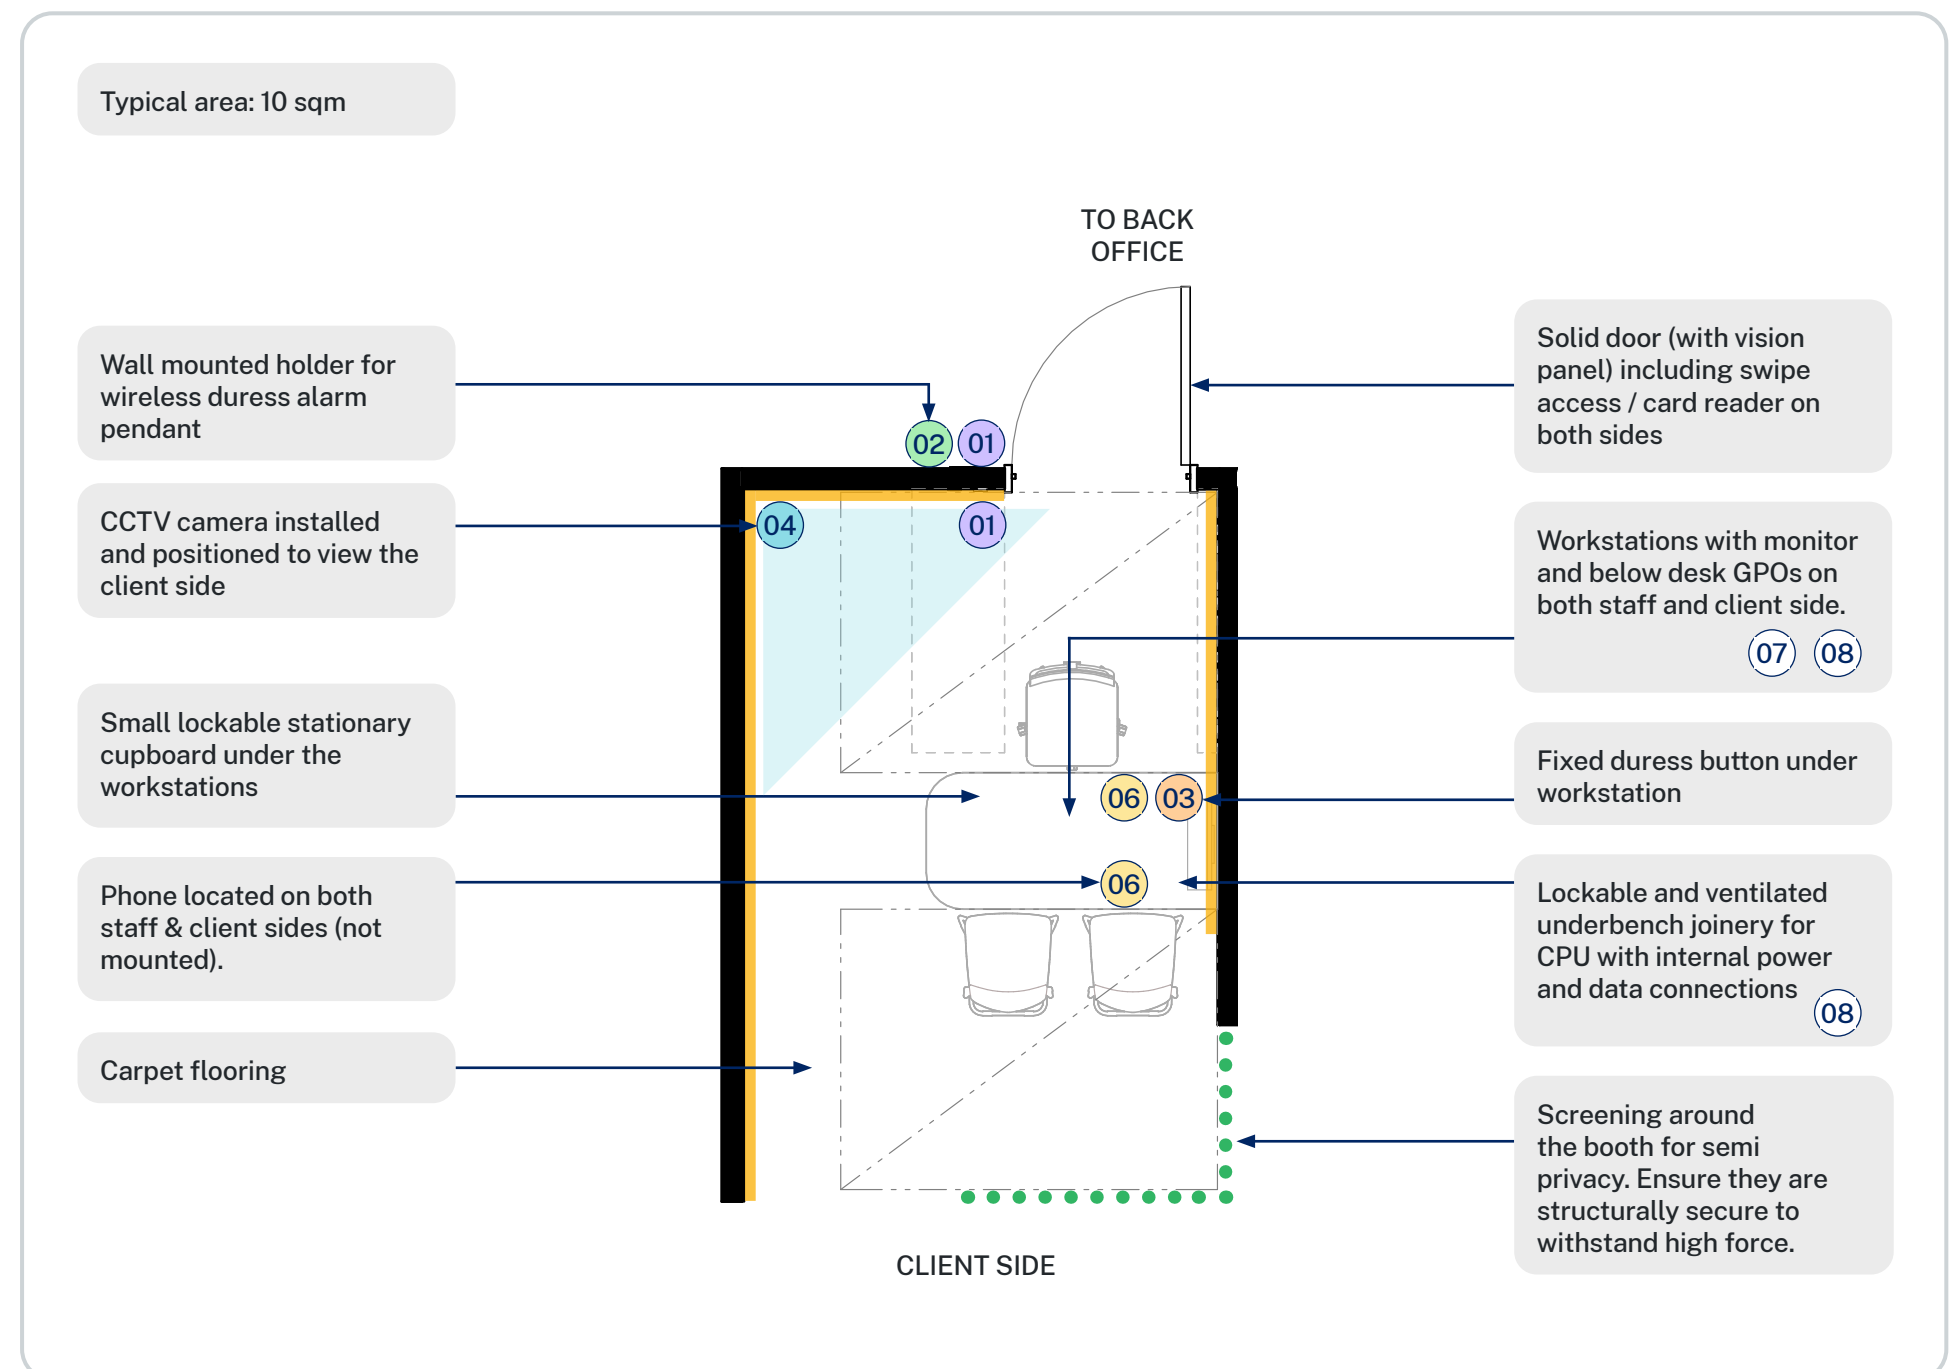 Typical area: 10 sqm
TO BACK
OFFICE
Wall mounted holder for
wireless duress alarm
pendant
CCTV camera installed
and positioned to view the
client side
Small lockable stationary
cupboard under the
workstations
Phone located on both
staff & client sides (not
mounted).
Carpet flooring
02 01
04 01
06 03
06
Solid door (with vision
panel) including swipe
access / card reader on
both sides
Workstations with monitor
and below desk GPOs on
both staff and client side.
07 08
Fixed duress button under
workstation
Lockable and ventilated
underbench joinery for
CPU with internal power
and data connections
08
Screening around
the booth for semi
privacy. Ensure they are
structurally secure to
withstand high force.
CLIENT SIDE